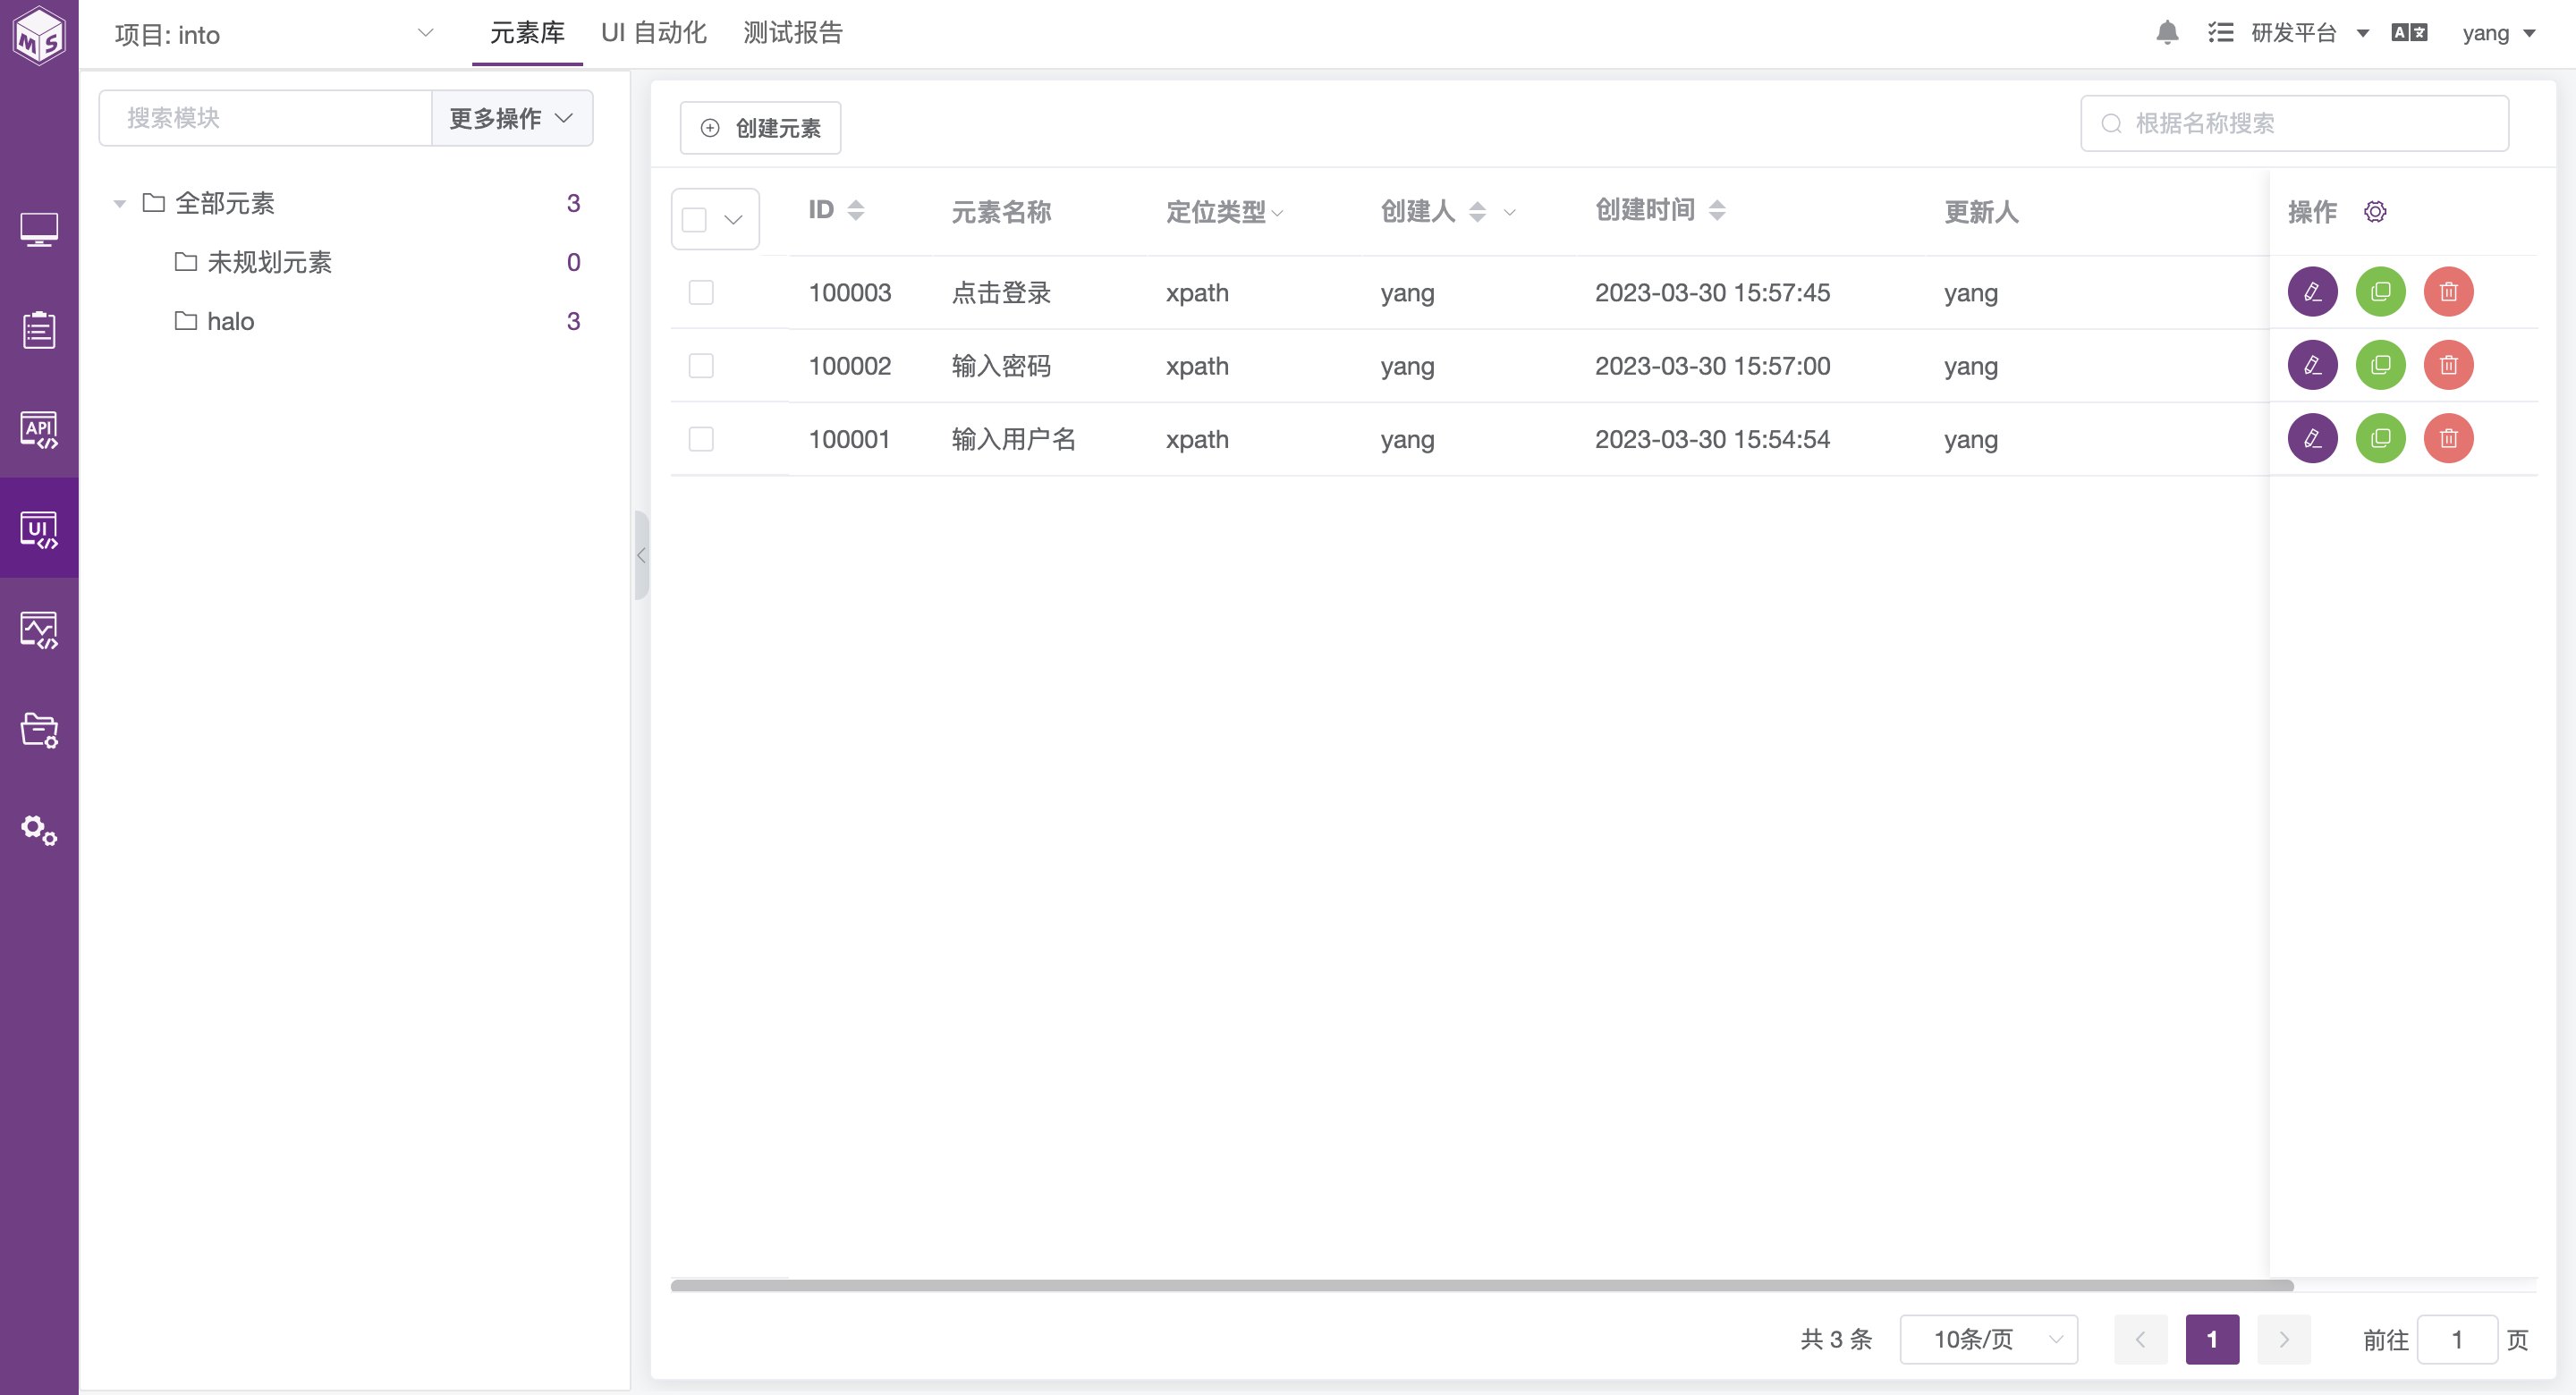 MS
项目: into
元素库 UI 自动化 测试报告
研发平台 A文 yang
搜索模块 更多操作
全部元素 3
未规划元素 0
halo 3
API
UI
创建元素
根据名称搜索
ID 元素名称 定位类型 创建人 创建时间 更新人 操作
100003 点击登录 xpath yang 2023-03-30 15:57:45 yang
100002 输入密码 xpath yang 2023-03-30 15:57:00 yang
100001 输入用户名 xpath yang 2023-03-30 15:54:54 yang
共 3 条 10条/页 1 前往 1 页